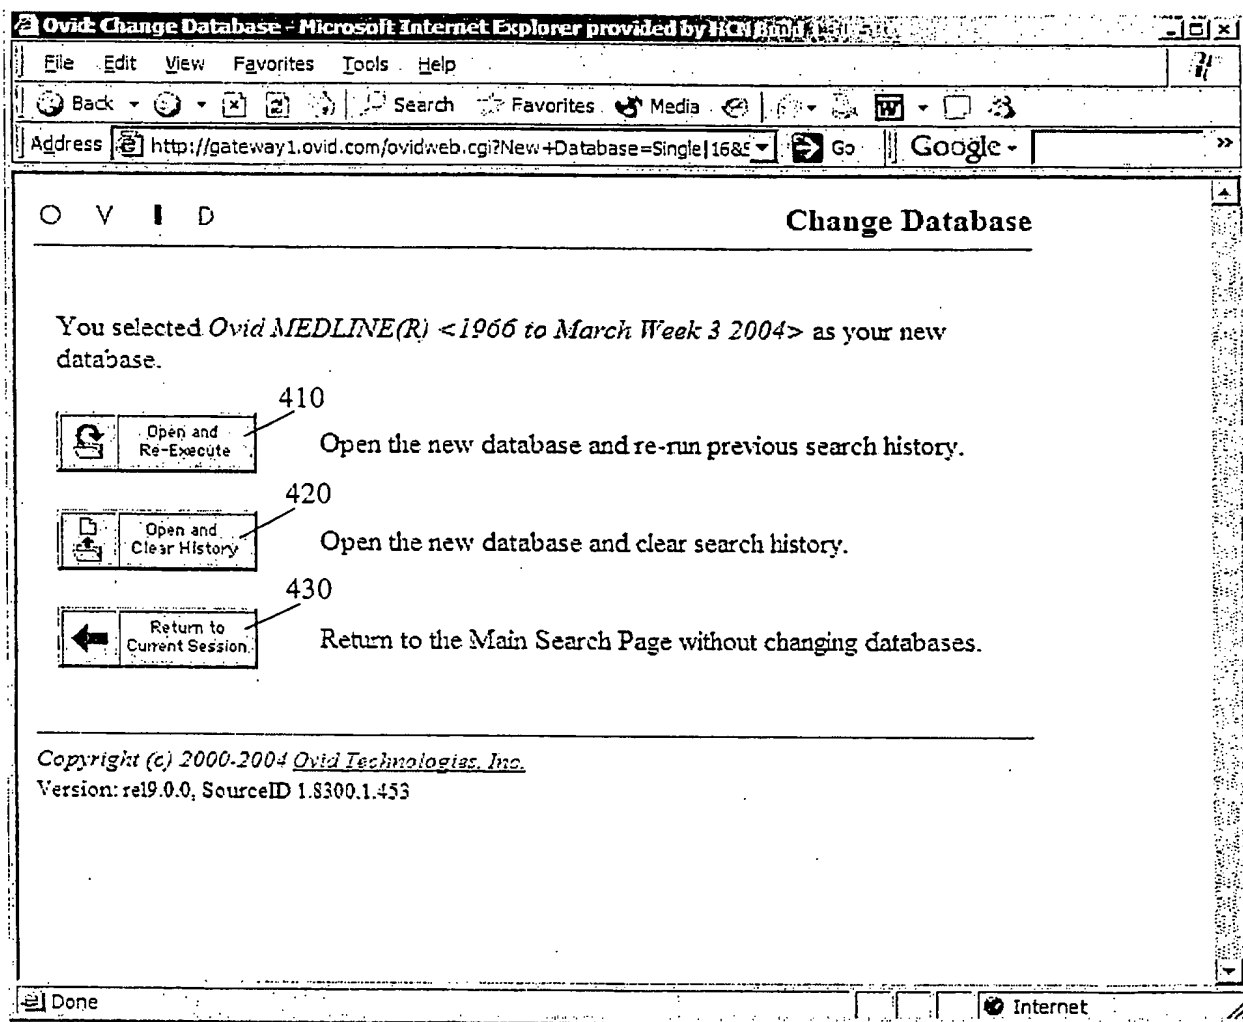 Ovid: Change Database - Microsoft Internet Explorer provided by HCN Build
File Edit View Favorites Tools Help
Back Search Favorites Media W
Address http://gateway1.ovid.com/ovidweb.cgi?New+Database=Single|16&S Go Google »
O V I D
Change Database
You selected Ovid MEDLINE(R) <1966 to March Week 3 2004> as your new
database.
410
Open and
Re-Execute
Open the new database and re-run previous search history.
420
Open and
Clear History
Open the new database and clear search history.
430
Return to
Current Session
Return to the Main Search Page without changing databases.
Copyright (c) 2000-2004 Ovid Technologies, Inc.
Version: rel9.0.0, SourceID 1.8300.1.453
Done Internet